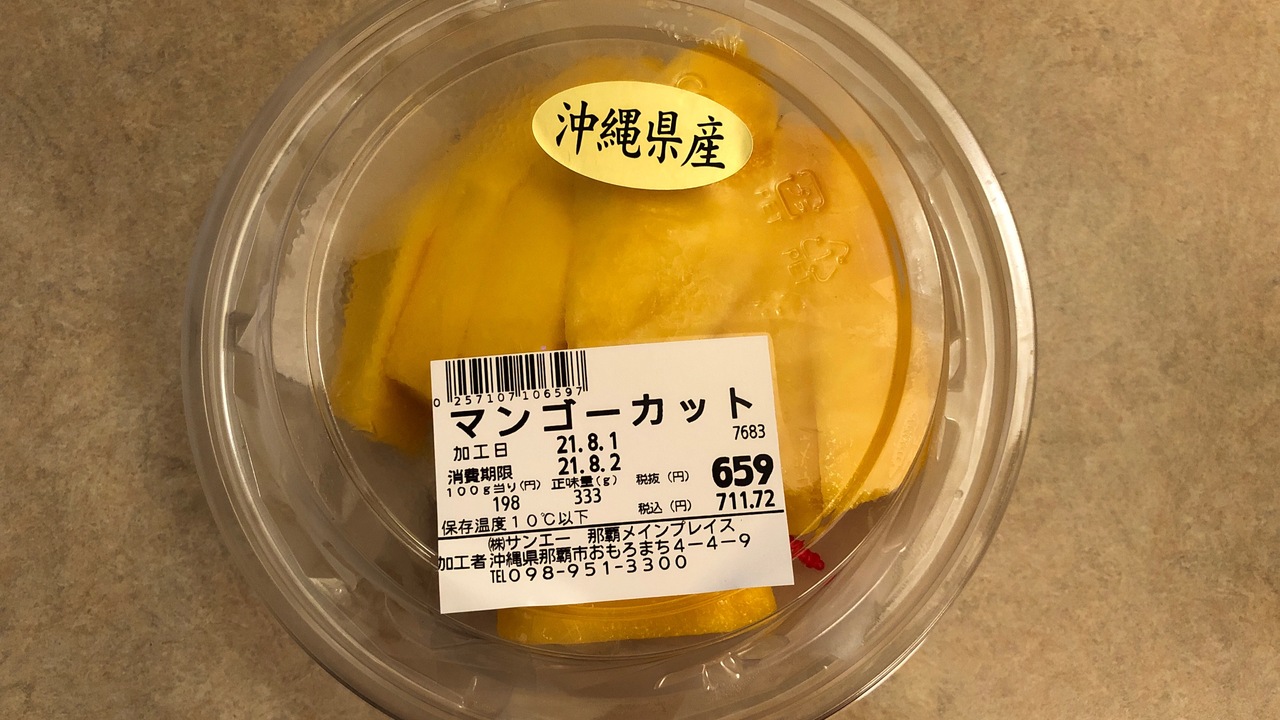 沖縄県産
0 257107 106597
マンゴーカット
7683
加工日 21.8.1
消費期限 21.8.2
100g当り(円) 正味量(g) 税抜(円) 659
198 333 税込(円) 711.72
保存温度10℃以下
㈱サンエー 那覇メインプレイス
加工者 沖縄県那覇市おもろまち4-4-9
TEL098-951-3300